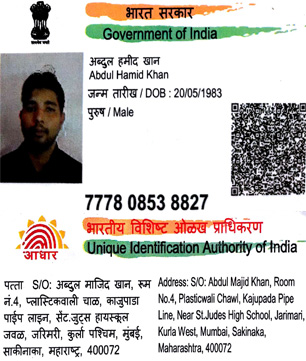 भारत सरकार
Government of India
अब्दुल हमीद खान
Abdul Hamid Khan
जन्म तारीख / DOB : 20/05/1983
पुरुष / Male
7778 0853 8827
भारतीय विशिष्ट ओळख प्राधिकरण
Unique Identification Authority of India
आधार
पत्ता S/O: अब्दुल माजिद खान, रूम
नं.4, प्लास्टिकवाली चाळ, काजुपाडा
पाईप लाइन, सेंट.जुट्स हायस्कूल
जवळ, जरिमरी, कुर्ला पश्चिम, मुंबई,
साकीनाका, महाराष्ट्र, 400072
Address: S/O: Abdul Majid Khan, Room
No.4, Plasticwali Chawl, Kajupada Pipe
Line, Near St.Judes High School, Jarimari,
Kurla West, Mumbai, Sakinaka,
Maharashtra, 400072